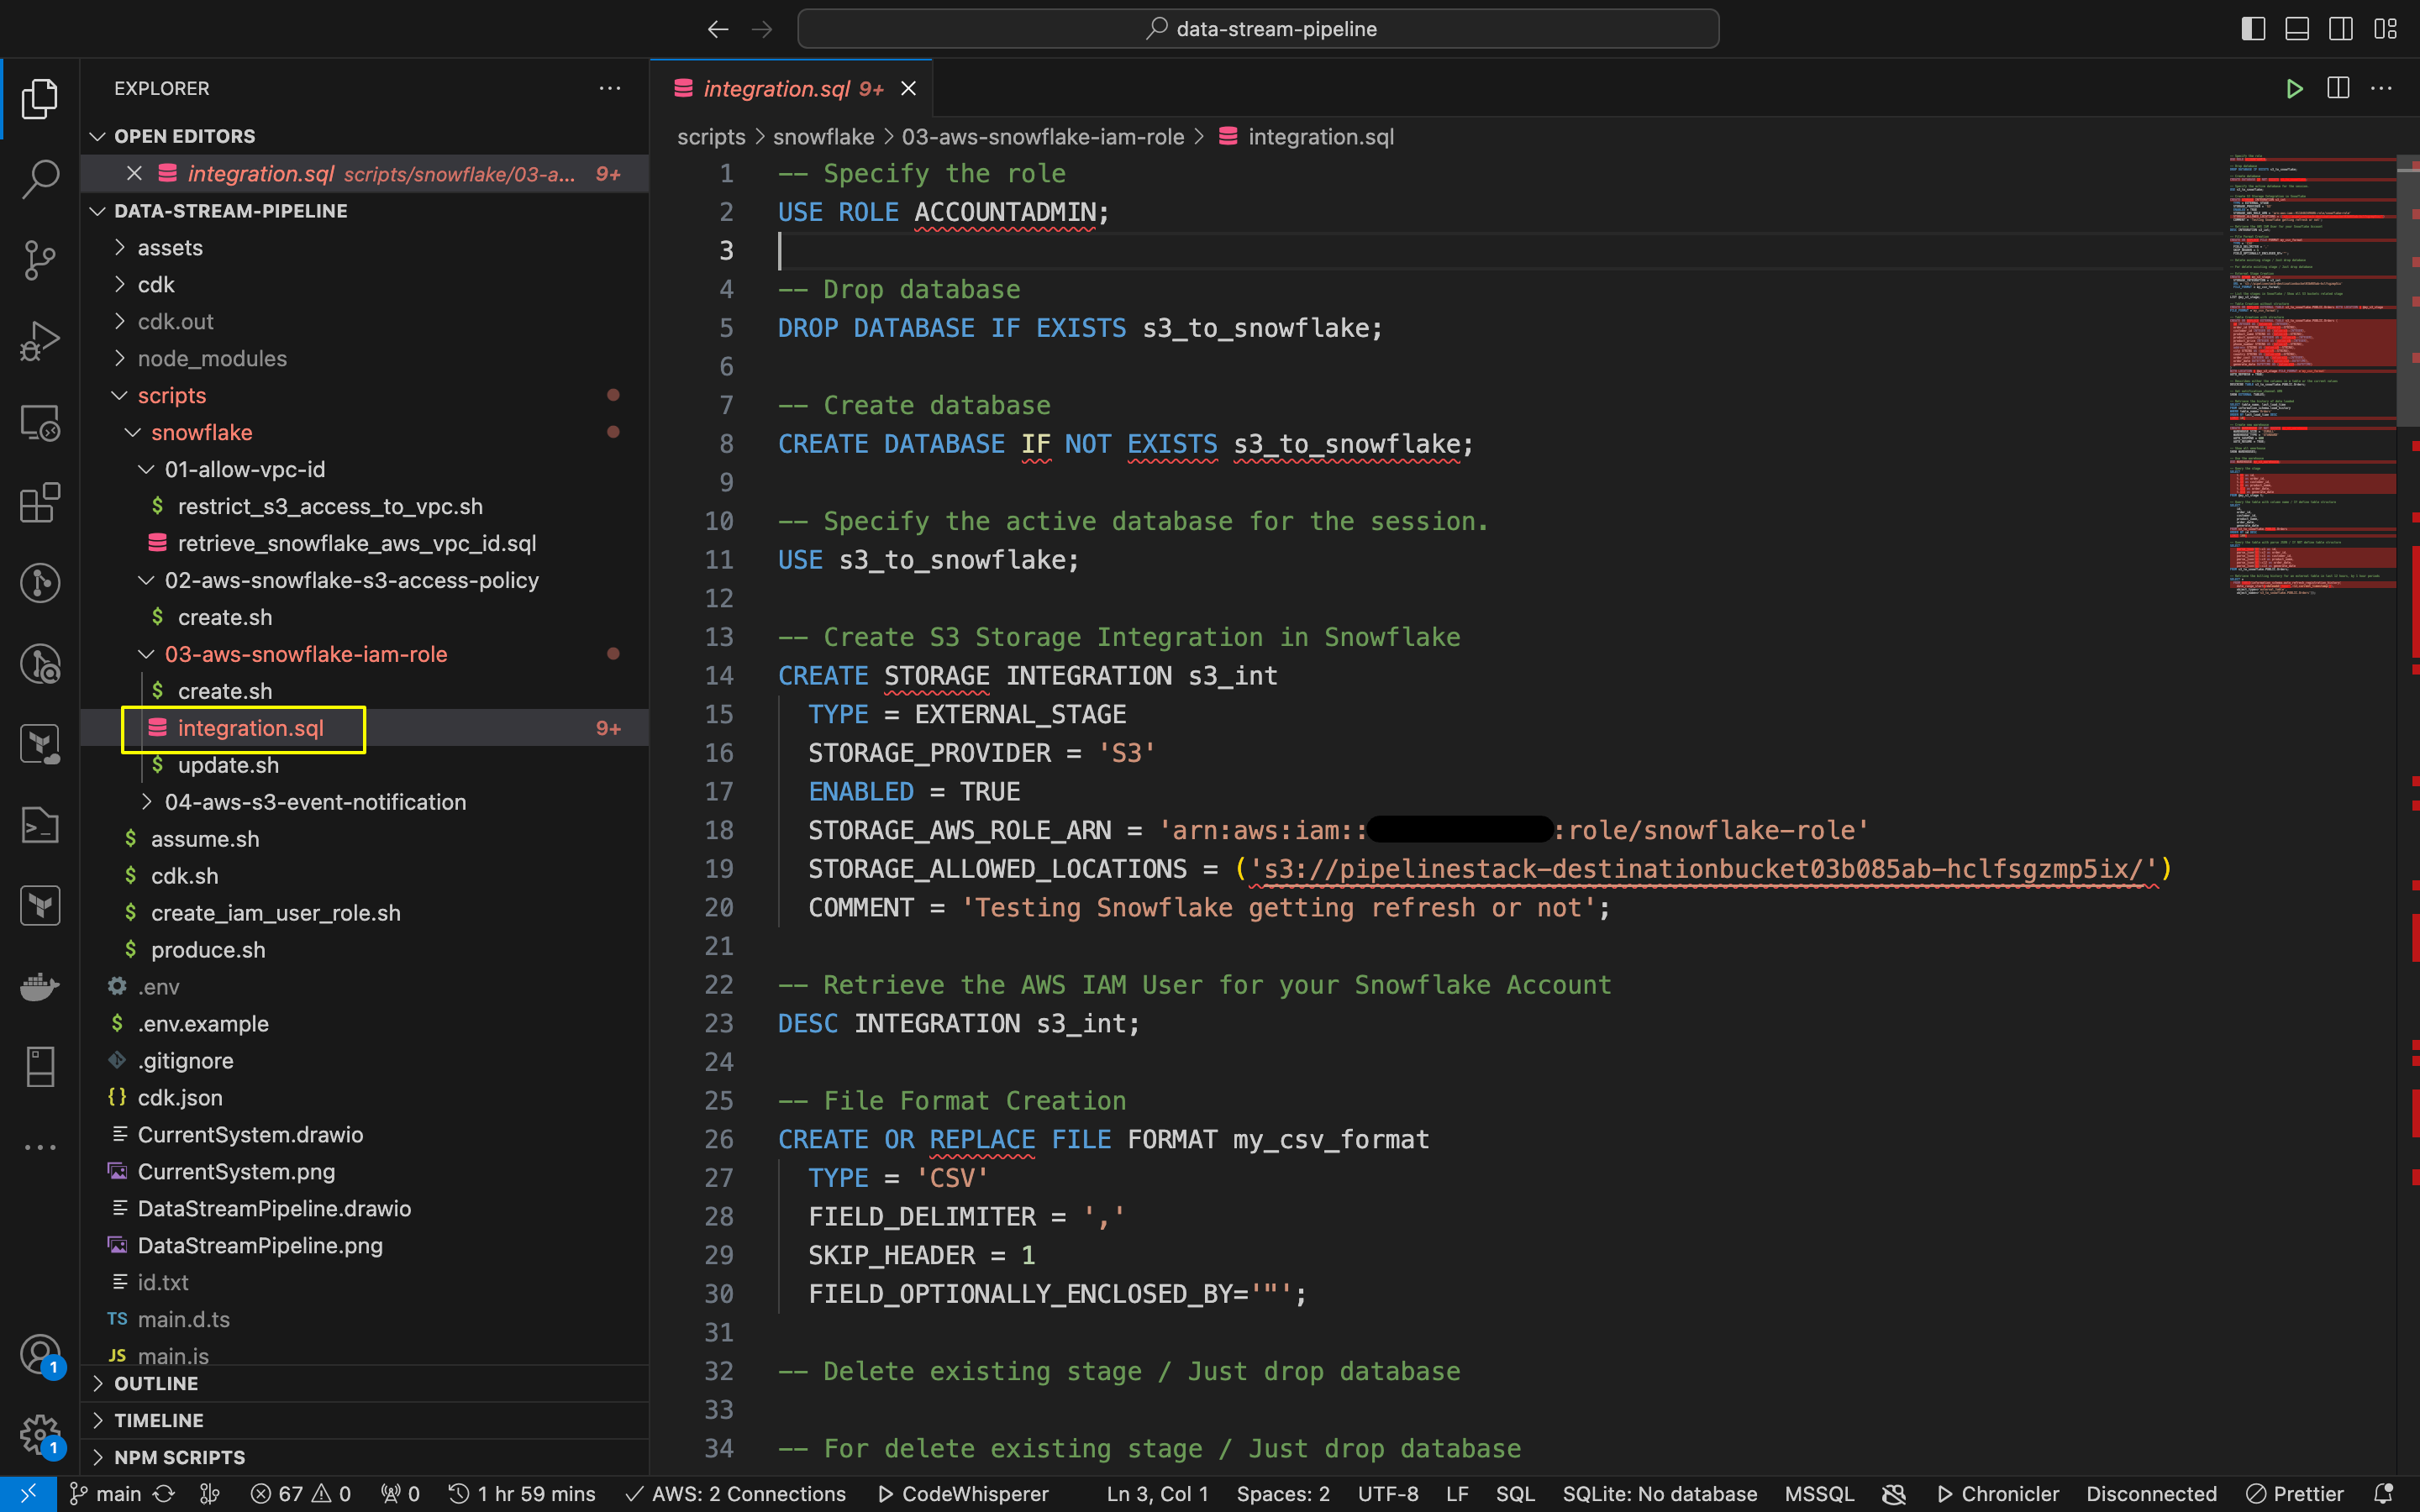 data-stream-pipeline
EXPLORER
OPEN EDITORS
integration.sql scripts/snowflake/03-a... 9+
DATA-STREAM-PIPELINE
assets
cdk
cdk.out
node_modules
scripts
snowflake
01-allow-vpc-id
$ restrict_s3_access_to_vpc.sh
retrieve_snowflake_aws_vpc_id.sql
02-aws-snowflake-s3-access-policy
$ create.sh
03-aws-snowflake-iam-role
$ create.sh
integration.sql 9+
$ update.sh
04-aws-s3-event-notification
$ assume.sh
$ cdk.sh
$ create_iam_user_role.sh
$ produce.sh
.env
$ .env.example
.gitignore
{} cdk.json
CurrentSystem.drawio
CurrentSystem.png
DataStreamPipeline.drawio
DataStreamPipeline.png
id.txt
TS main.d.ts
JS main.js
OUTLINE
TIMELINE
NPM SCRIPTS
1
1
integration.sql 9+
scripts > snowflake > 03-aws-snowflake-iam-role > integration.sql
1 -- Specify the role
2 USE ROLE ACCOUNTADMIN;
3
4 -- Drop database
5 DROP DATABASE IF EXISTS s3_to_snowflake;
6
7 -- Create database
8 CREATE DATABASE IF NOT EXISTS s3_to_snowflake;
9
10 -- Specify the active database for the session.
11 USE s3_to_snowflake;
12
13 -- Create S3 Storage Integration in Snowflake
14 CREATE STORAGE INTEGRATION s3_int
15 TYPE = EXTERNAL_STAGE
16 STORAGE_PROVIDER = 'S3'
17 ENABLED = TRUE
18 STORAGE_AWS_ROLE_ARN = 'arn:aws:iam:: :role/snowflake-role'
19 STORAGE_ALLOWED_LOCATIONS = ('s3://pipelinestack-destinationbucket03b085ab-hclfsgzmp5ix/')
20 COMMENT = 'Testing Snowflake getting refresh or not';
21
22 -- Retrieve the AWS IAM User for your Snowflake Account
23 DESC INTEGRATION s3_int;
24
25 -- File Format Creation
26 CREATE OR REPLACE FILE FORMAT my_csv_format
27 TYPE = 'CSV'
28 FIELD_DELIMITER = ','
29 SKIP_HEADER = 1
30 FIELD_OPTIONALLY_ENCLOSED_BY='"';
31
32 -- Delete existing stage / Just drop database
33
34 -- For delete existing stage / Just drop database
main 67 0 0 1 hr 59 mins AWS: 2 Connections CodeWhisperer Ln 3, Col 1 Spaces: 2 UTF-8 LF SQL SQLite: No database MSSQL Chronicler Disconnected Prettier